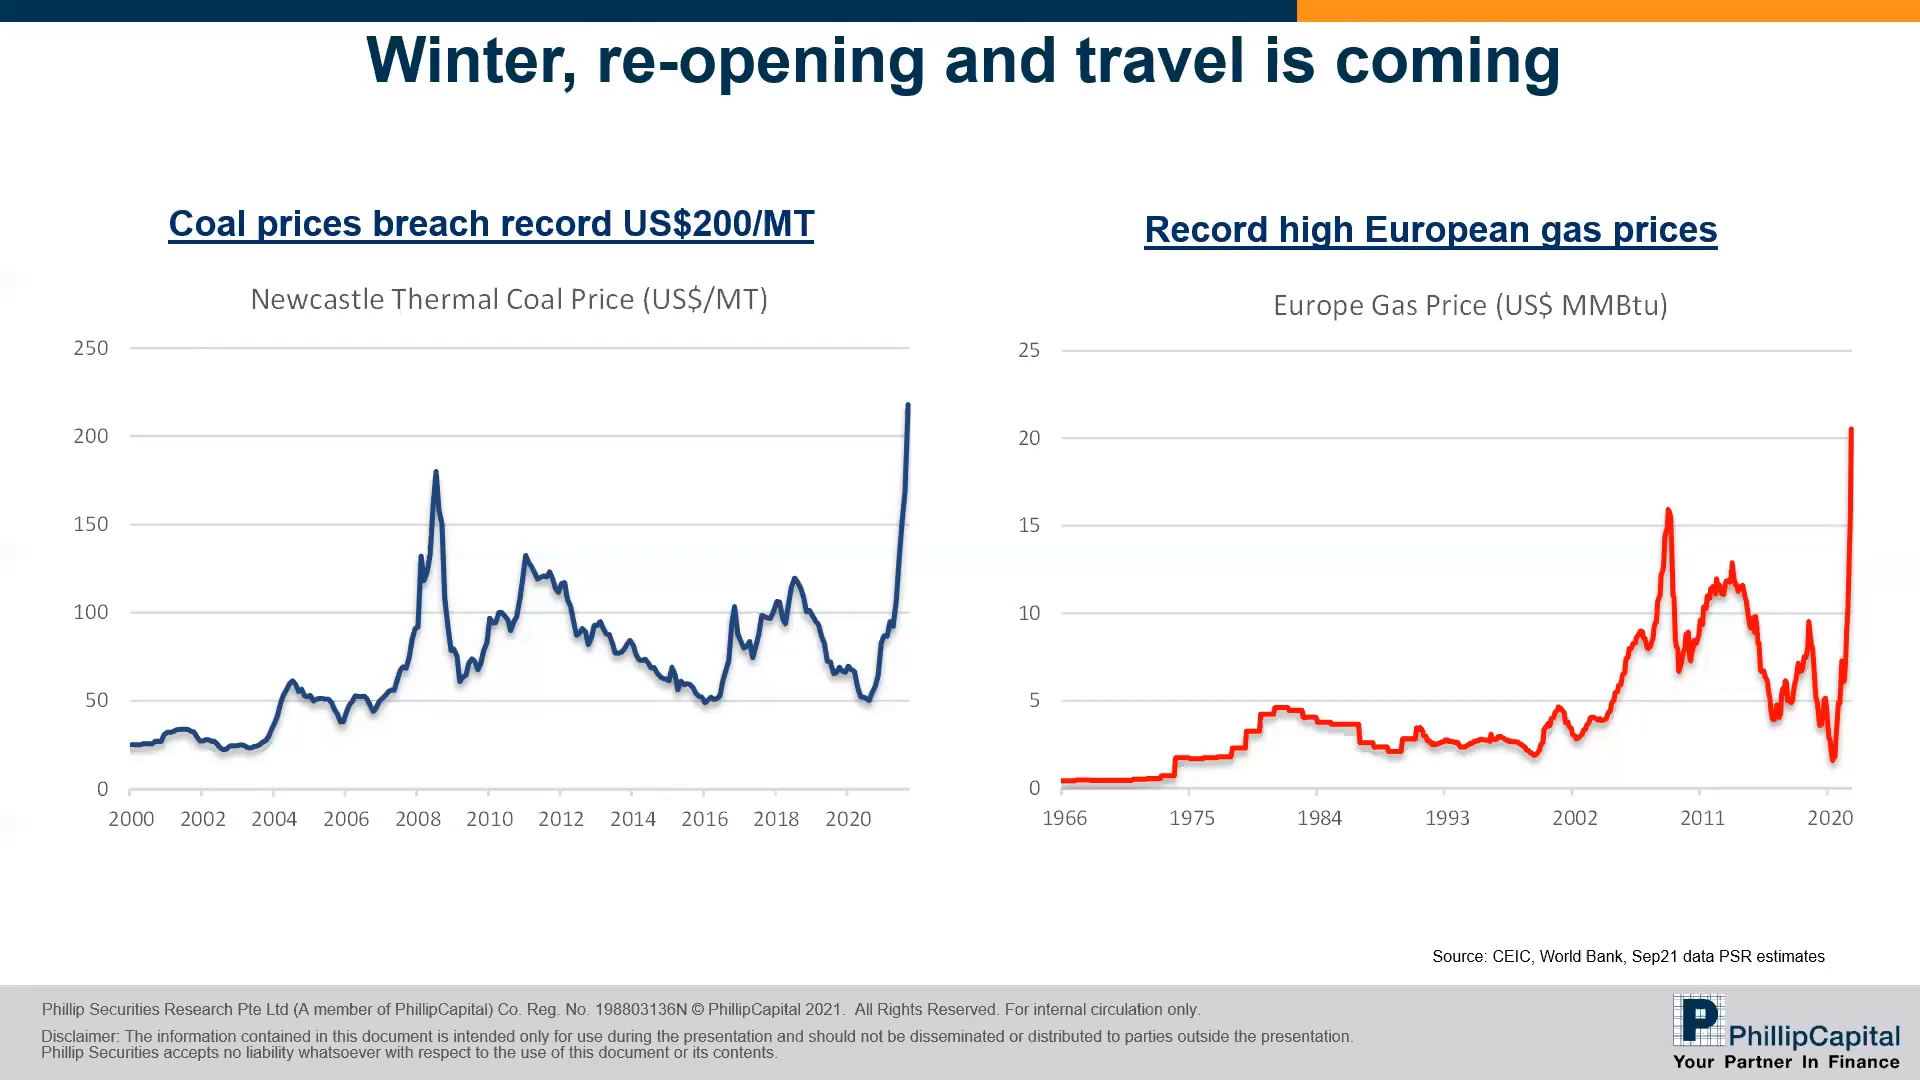 Winter, re-opening and travel is coming
Coal prices breach record US$200/MT
Newcastle Thermal Coal Price (US$/MT)
250
200
150
100
50
0
2000 2002 2004 2006 2008 2010 2012 2014 2016 2018 2020
Record high European gas prices
Europe Gas Price (US$ MMBtu)
25
20
15
10
5
0
1966 1975 1984 1993 2002 2011 2020
Source: CEIC, World Bank, Sep21 data PSR estimates
Phillip Securities Research Pte Ltd (A member of PhillipCapital) Co. Reg. No. 198803136N © PhillipCapital 2021. All Rights Reserved. For internal circulation only.
Disclaimer: The information contained in this document is intended only for use during the presentation and should not be disseminated or distributed to parties outside the presentation.
Phillip Securities accepts no liability whatsoever with respect to the use of this document or its contents.
P
PhillipCapital
Your Partner In Finance